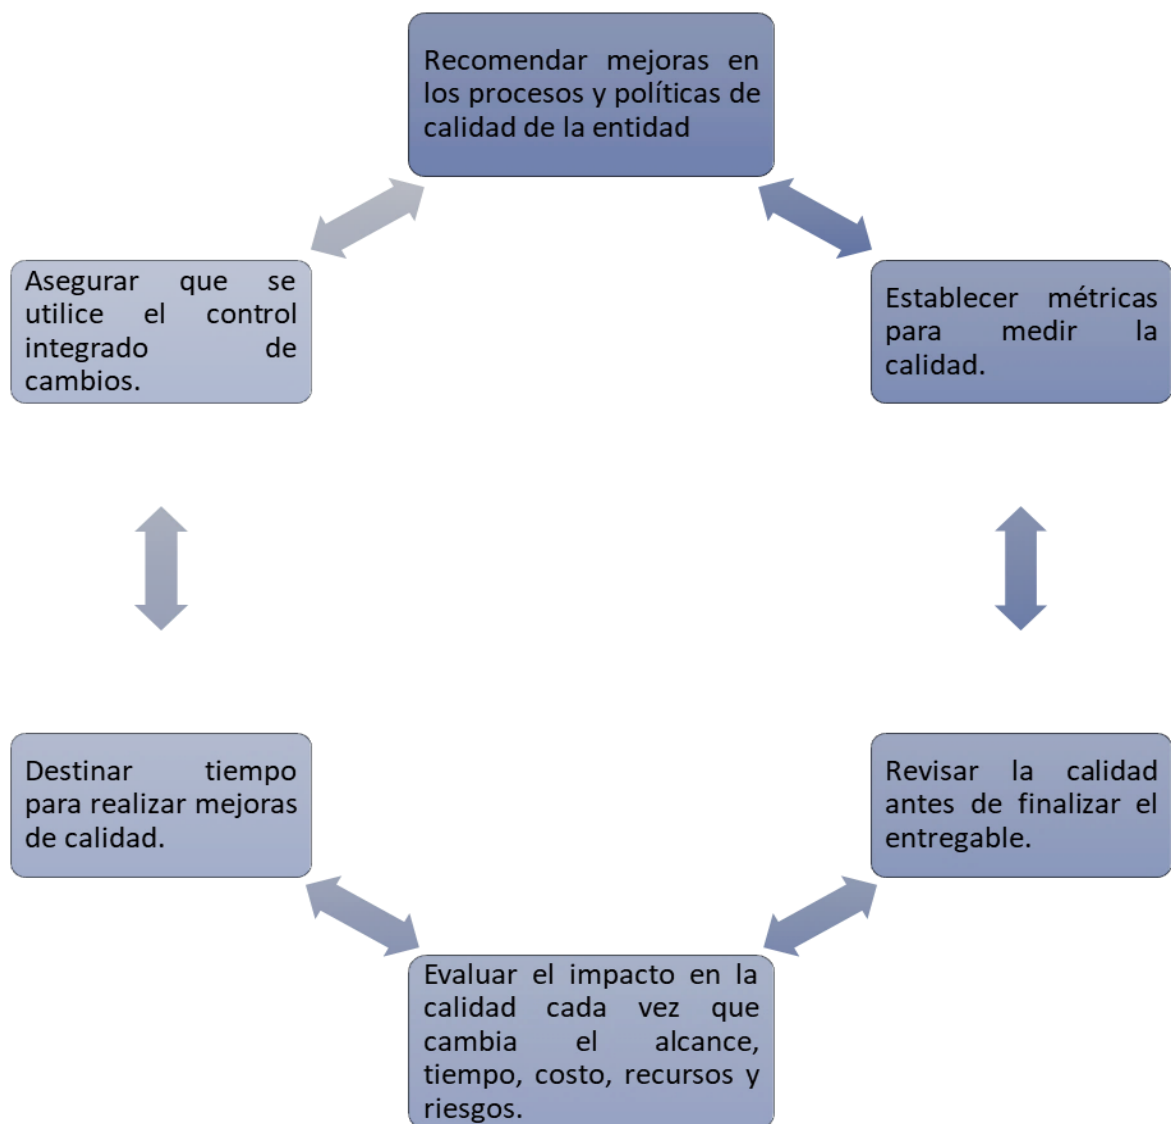 Recomendar mejoras en
los procesos y políticas de
calidad de la entidad
Establecer métricas
para medir la
calidad.
Revisar la calidad
antes de finalizar el
entregable.
Evaluar el impacto en la
calidad cada vez que
cambia el alcance,
tiempo, costo, recursos y
riesgos.
Destinar tiempo
para realizar mejoras
de calidad.
Asegurar que se
utilice el control
integrado de
cambios.